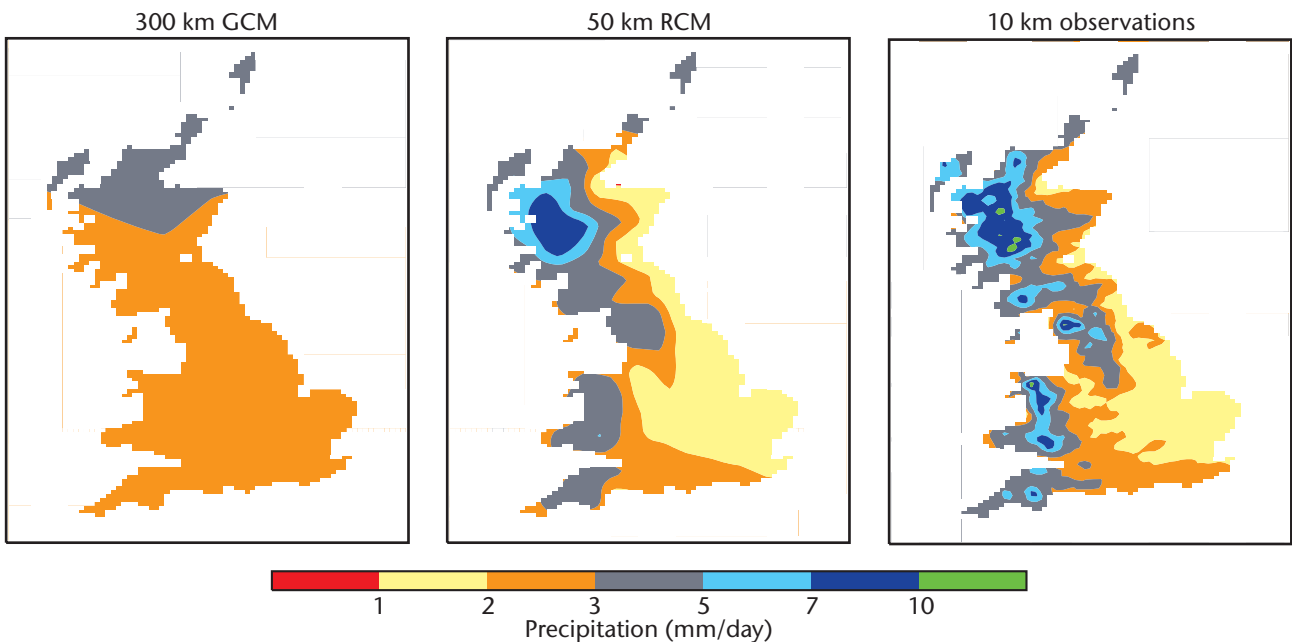 300 km GCM
50 km RCM
10 km observations
1 2 3 5 7 10
Precipitation (mm/day)